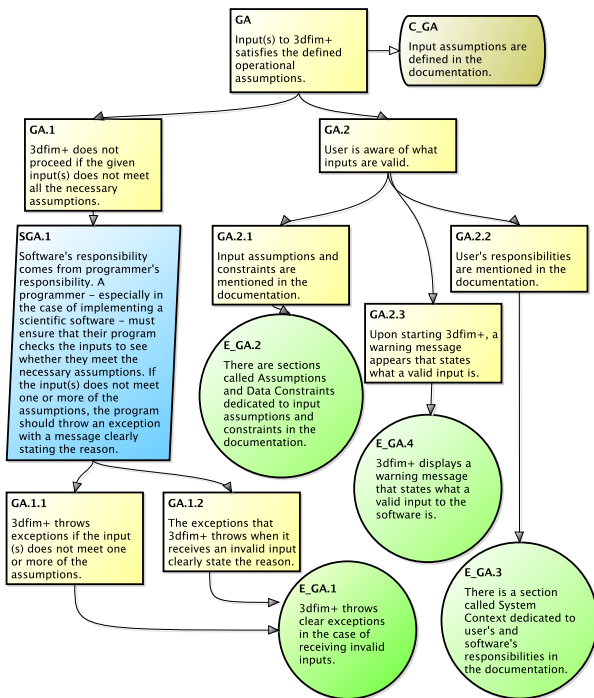 GA
Input(s) to 3dfim+
satisfies the defined
operational
assumptions.
C_GA
Input assumptions are
defined in the
documentation.
GA.1
3dfim+ does not
proceed if the given
input(s) does not meet
all the necessary
assumptions.
GA.2
User is aware of what
inputs are valid.
SGA.1
Software's responsibility
comes from programmer's
responsibility. A
programmer - especially in
the case of implementing a
scientific software - must
ensure that their program
checks the inputs to see
whether they meet the
necessary assumptions. If
the input(s) does not meet
one or more of the
assumptions, the program
should throw an exception
with a message clearly
stating the reason.
GA.2.1
Input assumptions and
constraints are
mentioned in the
documentation.
GA.2.2
User's responsibilities
are mentioned in the
documentation.
GA.2.3
Upon starting 3dfim+, a
warning message
appears that states
what a valid input is.
E_GA.2
There are sections
called Assumptions
and Data Constraints
dedicated to input
assumptions and
constraints in the
documentation.
E_GA.4
3dfim+ displays a
warning message
that states what a
valid input to the
software is.
GA.1.1
3dfim+ throws
exceptions if the input
(s) does not meet one
or more of the
assumptions.
GA.1.2
The exceptions that
3dfim+ throws when it
receives an invalid input
clearly state the reason.
E_GA.1
3dfim+ throws
clear exceptions
in the case of
receiving invalid
inputs.
E_GA.3
There is a section
called System
Context dedicated to
user's and
software's
responsibilities in
the documentation.